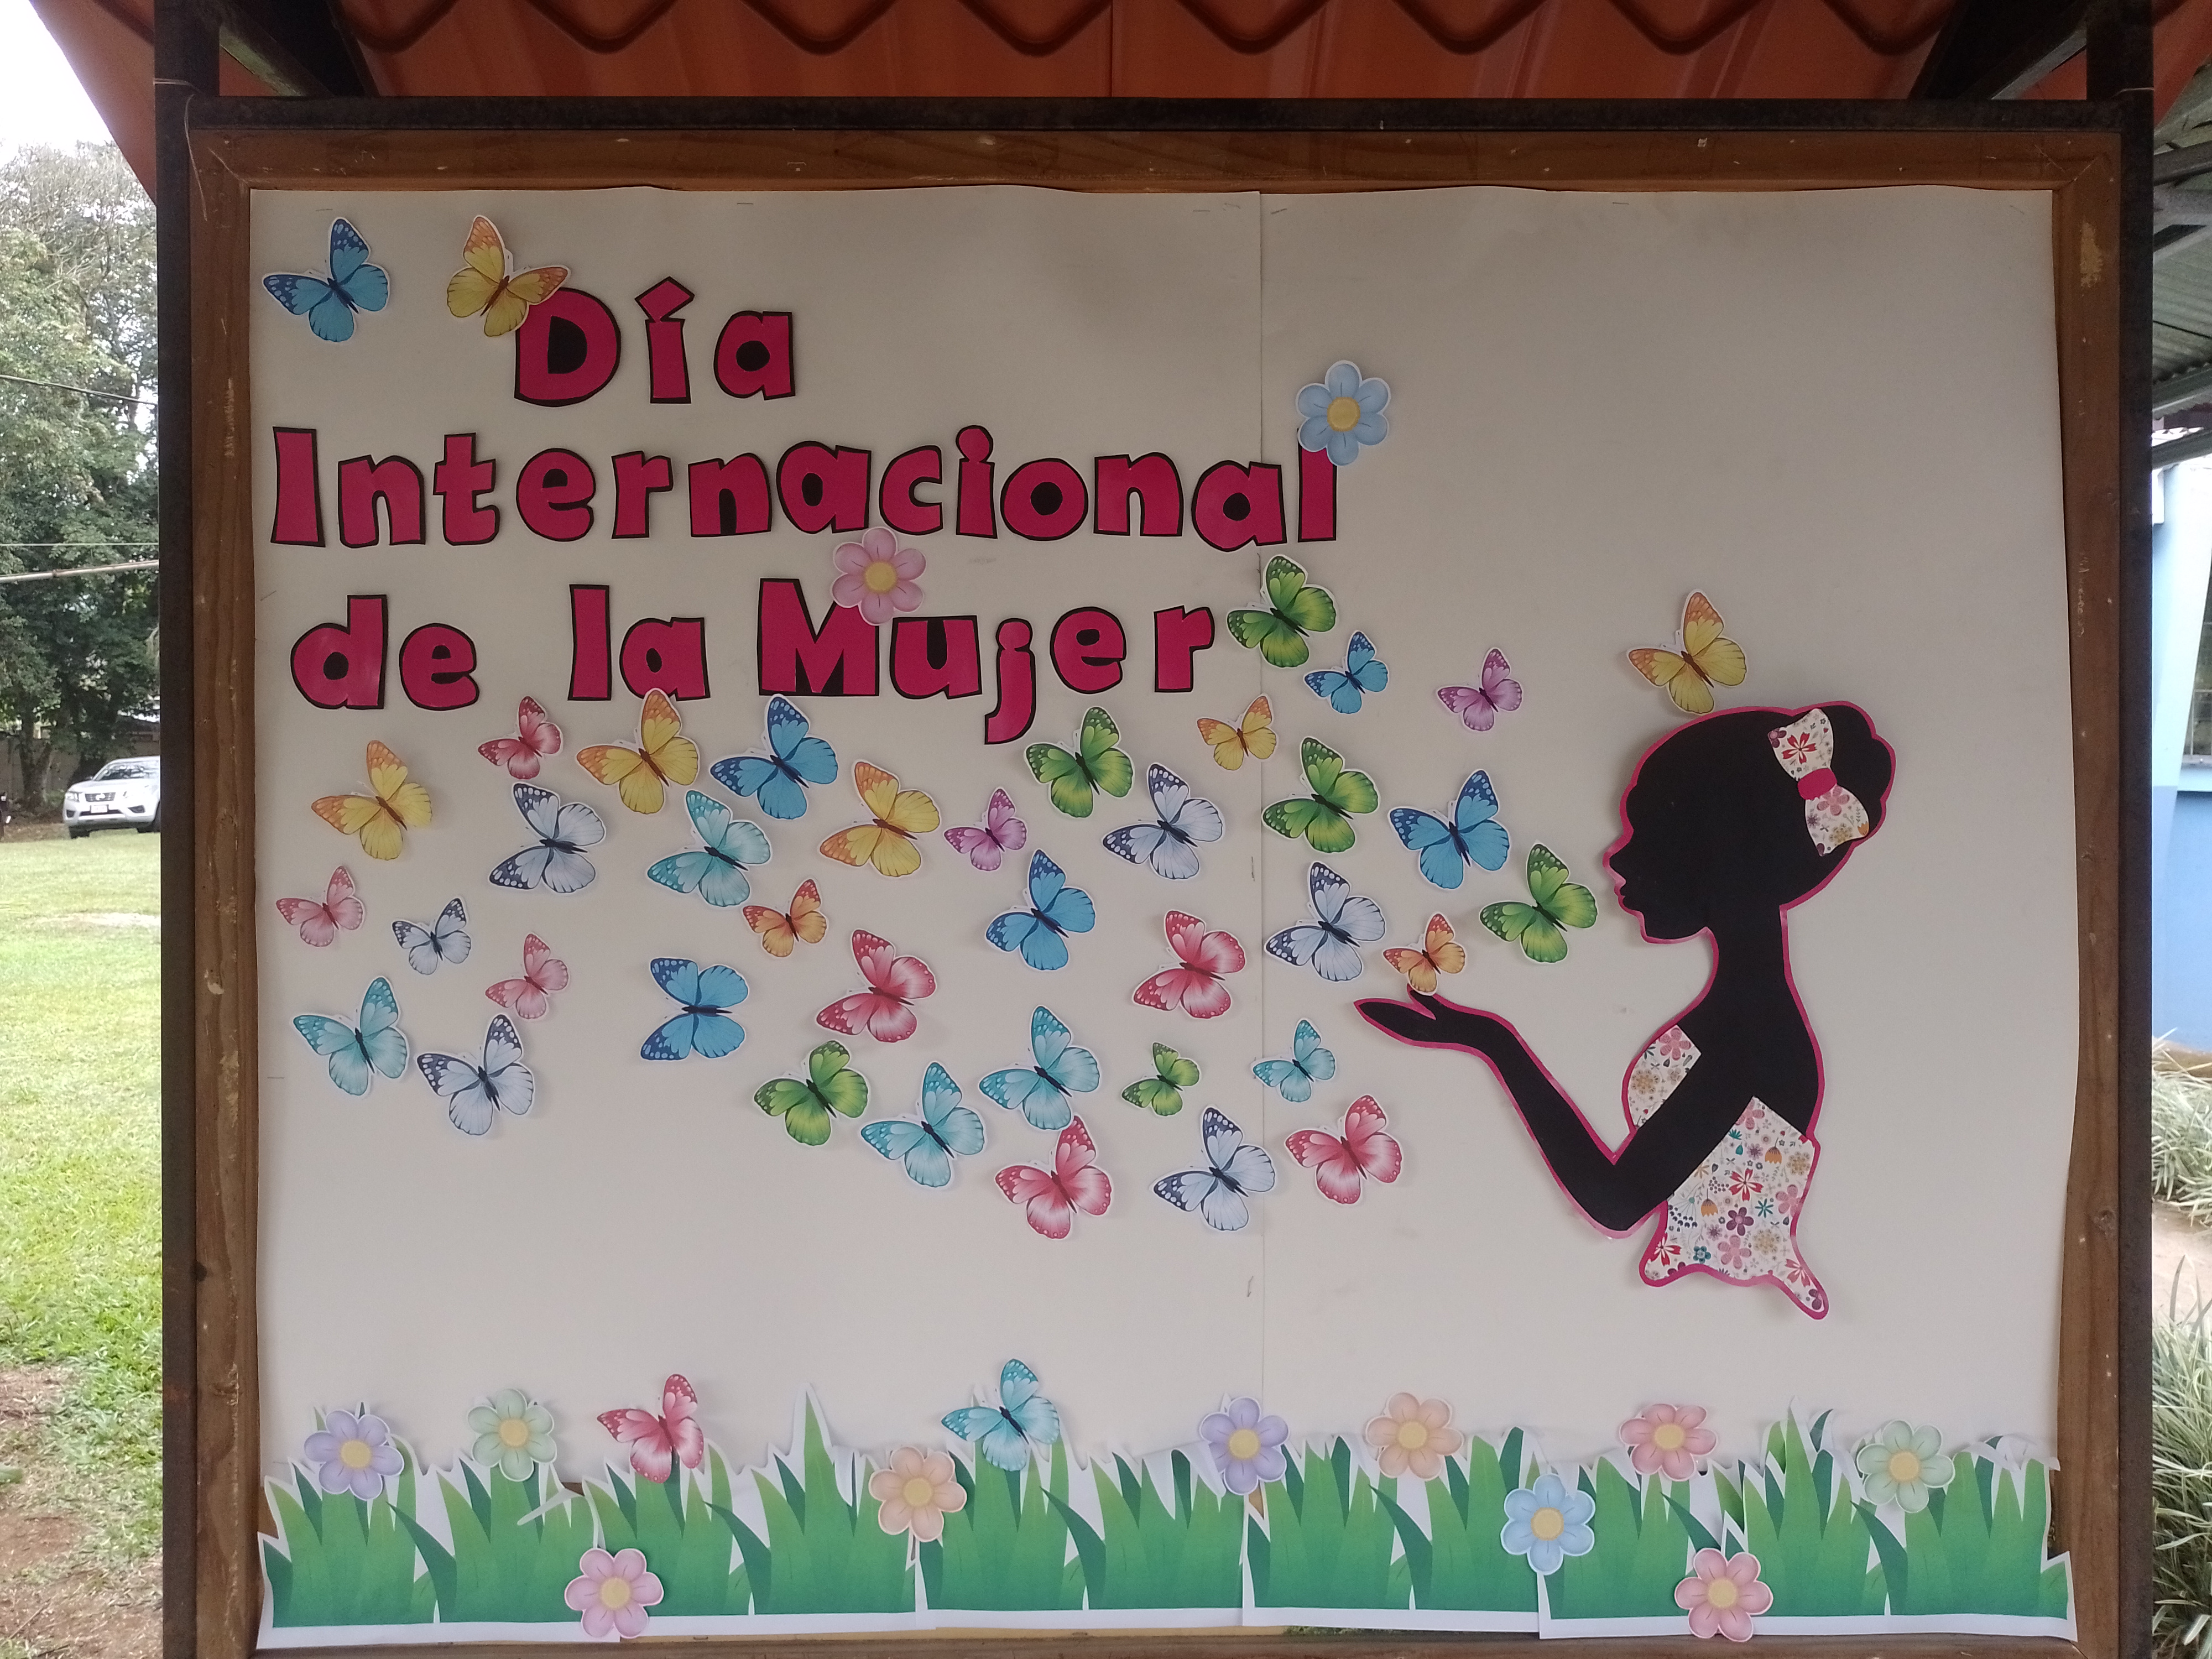 Día
Internacional
de la Mujer